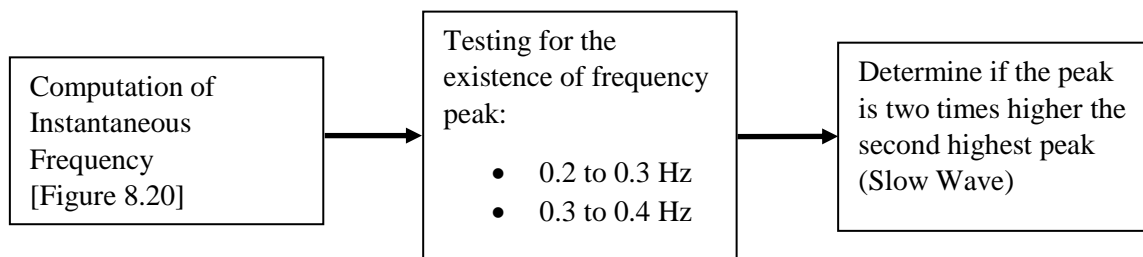 Computation of
Instantaneous
Frequency
[Figure 8.20]
Testing for the
existence of frequency
peak:
• 0.2 to 0.3 Hz
• 0.3 to 0.4 Hz
Determine if the peak
is two times higher the
second highest peak
(Slow Wave)